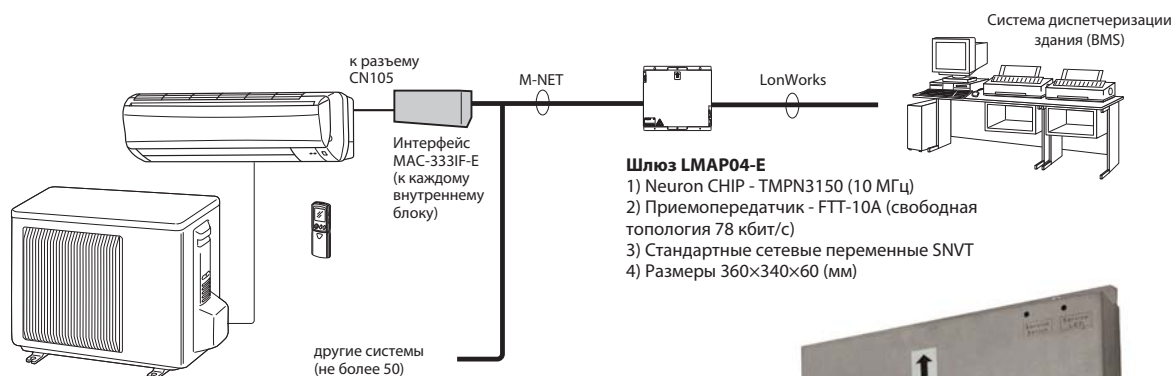 Система диспетчеризации
здания (BMS)
к разъему
CN105
M-NET
LonWorks
Интерфейс
MAC-333IF-E
(к каждому
внутреннему
блоку)
Шлюз LMAP04-E
1) Neuron CHIP - TMPN3150 (10 МГц)
2) Приемопередатчик - FTT-10A (свободная
топология 78 кбит/с)
3) Стандартные сетевые переменные SNVT
4) Размеры 360×340×60 (мм)
другие системы
(не более 50)